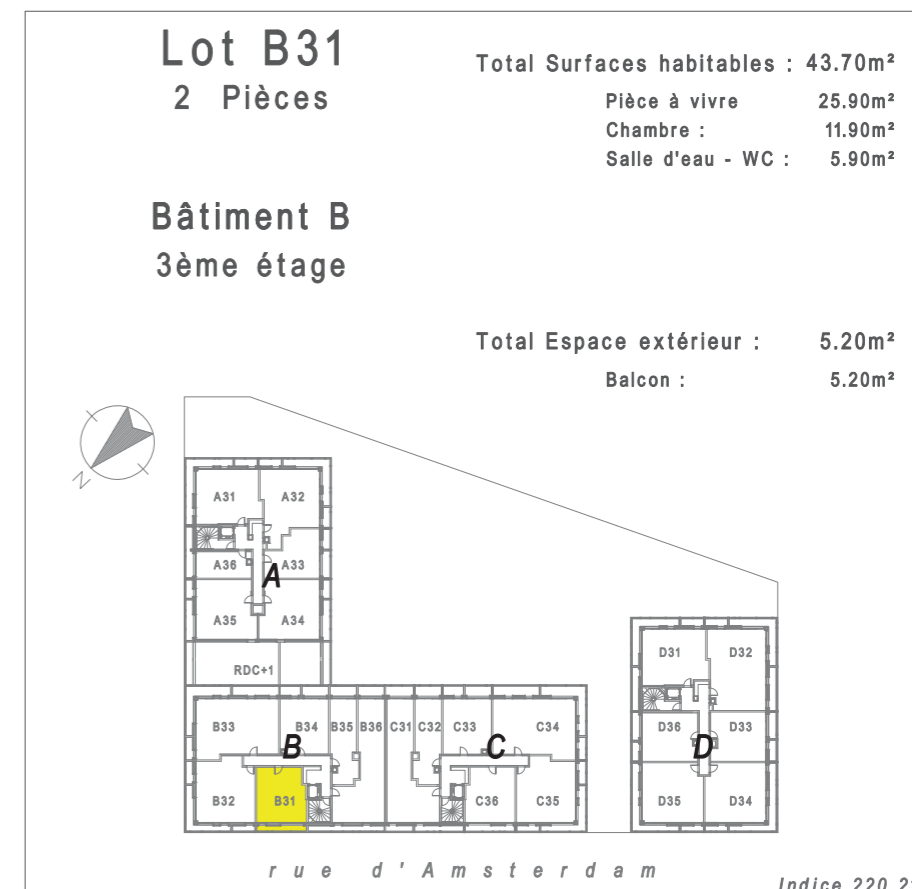 Lot B31
2 Pièces
Total Surfaces habitables : 43.70m²
Pièce à vivre 25.90m²
Chambre : 11.90m²
Salle d'eau - WC : 5.90m²
Bâtiment B
3ème étage
Total Espace extérieur : 5.20m²
Balcon : 5.20m²
N
A31 A32
A36 A33
A
A35 A34
RDC+1
D31 D32
D36 D33
D
D35 D34
B33 B34 B35 B36 C31 C32 C33 C34
B C
B32 B31 C36 C35
rue d'Amsterdam
Indice 220